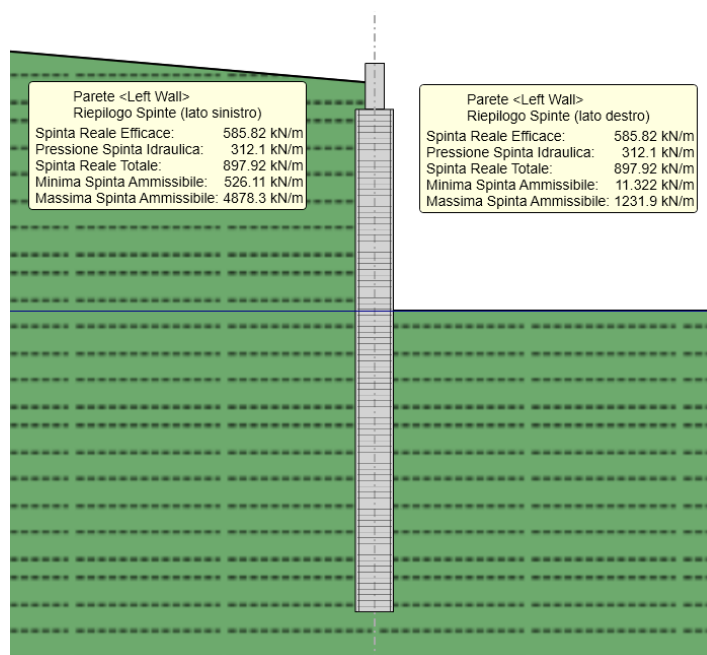 Parete <Left Wall>
Riepilogo Spinte (lato sinistro)
Spinta Reale Efficace: 585.82 kN/m
Pressione Spinta Idraulica: 312.1 kN/m
Spinta Reale Totale: 897.92 kN/m
Minima Spinta Ammissibile: 526.11 kN/m
Massima Spinta Ammissibile: 4878.3 kN/m
Parete <Left Wall>
Riepilogo Spinte (lato destro)
Spinta Reale Efficace: 585.82 kN/m
Pressione Spinta Idraulica: 312.1 kN/m
Spinta Reale Totale: 897.92 kN/m
Minima Spinta Ammissibile: 11.322 kN/m
Massima Spinta Ammissibile: 1231.9 kN/m